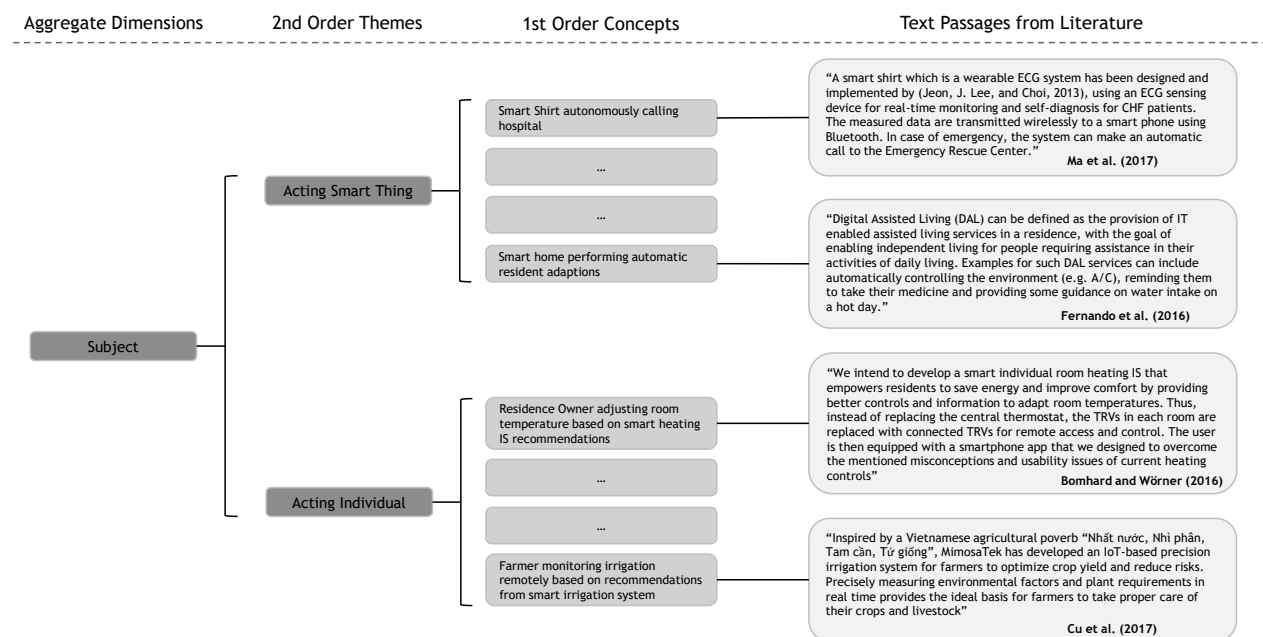 Aggregate Dimensions
2nd Order Themes
1st Order Concepts
Text Passages from Literature
Subject
Acting Smart Thing
Smart Shirt autonomously calling
hospital
…
…
Smart home performing automatic
resident adaptions
“A smart shirt which is a wearable ECG system has been designed and
implemented by (Jeon, J. Lee, and Choi, 2013), using an ECG sensing
device for real-time monitoring and self-diagnosis for CHF patients.
The measured data are transmitted wirelessly to a smart phone using
Bluetooth. In case of emergency, the system can make an automatic
call to the Emergency Rescue Center.”
Ma et al. (2017)
“Digital Assisted Living (DAL) can be defined as the provision of IT
enabled assisted living services in a residence, with the goal of
enabling independent living for people requiring assistance in their
activities of daily living. Examples for such DAL services can include
automatically controlling the environment (e.g. A/C), reminding them
to take their medicine and providing some guidance on water intake on
a hot day.”
Fernando et al. (2016)
Acting Individual
Residence Owner adjusting room
temperature based on smart heating
IS recommendations
…
…
Farmer monitoring irrigation
remotely based on recommendations
from smart irrigation system
“We intend to develop a smart individual room heating IS that
empowers residents to save energy and improve comfort by providing
better controls and information to adapt room temperatures. Thus,
instead of replacing the central thermostat, the TRVs in each room are
replaced with connected TRVs for remote access and control. The user
is then equipped with a smartphone app that we designed to overcome
the mentioned misconceptions and usability issues of current heating
controls”
Bomhard and Wörner (2016)
“Inspired by a Vietnamese agricultural poverb “Nhất nước, Nhì phân,
Tam cần, Tứ giống”, MimosaTek has developed an IoT-based precision
irrigation system for farmers to optimize crop yield and reduce risks.
Precisely measuring environmental factors and plant requirements in
real time provides the ideal basis for farmers to take proper care of
their crops and livestock”
Cu et al. (2017)